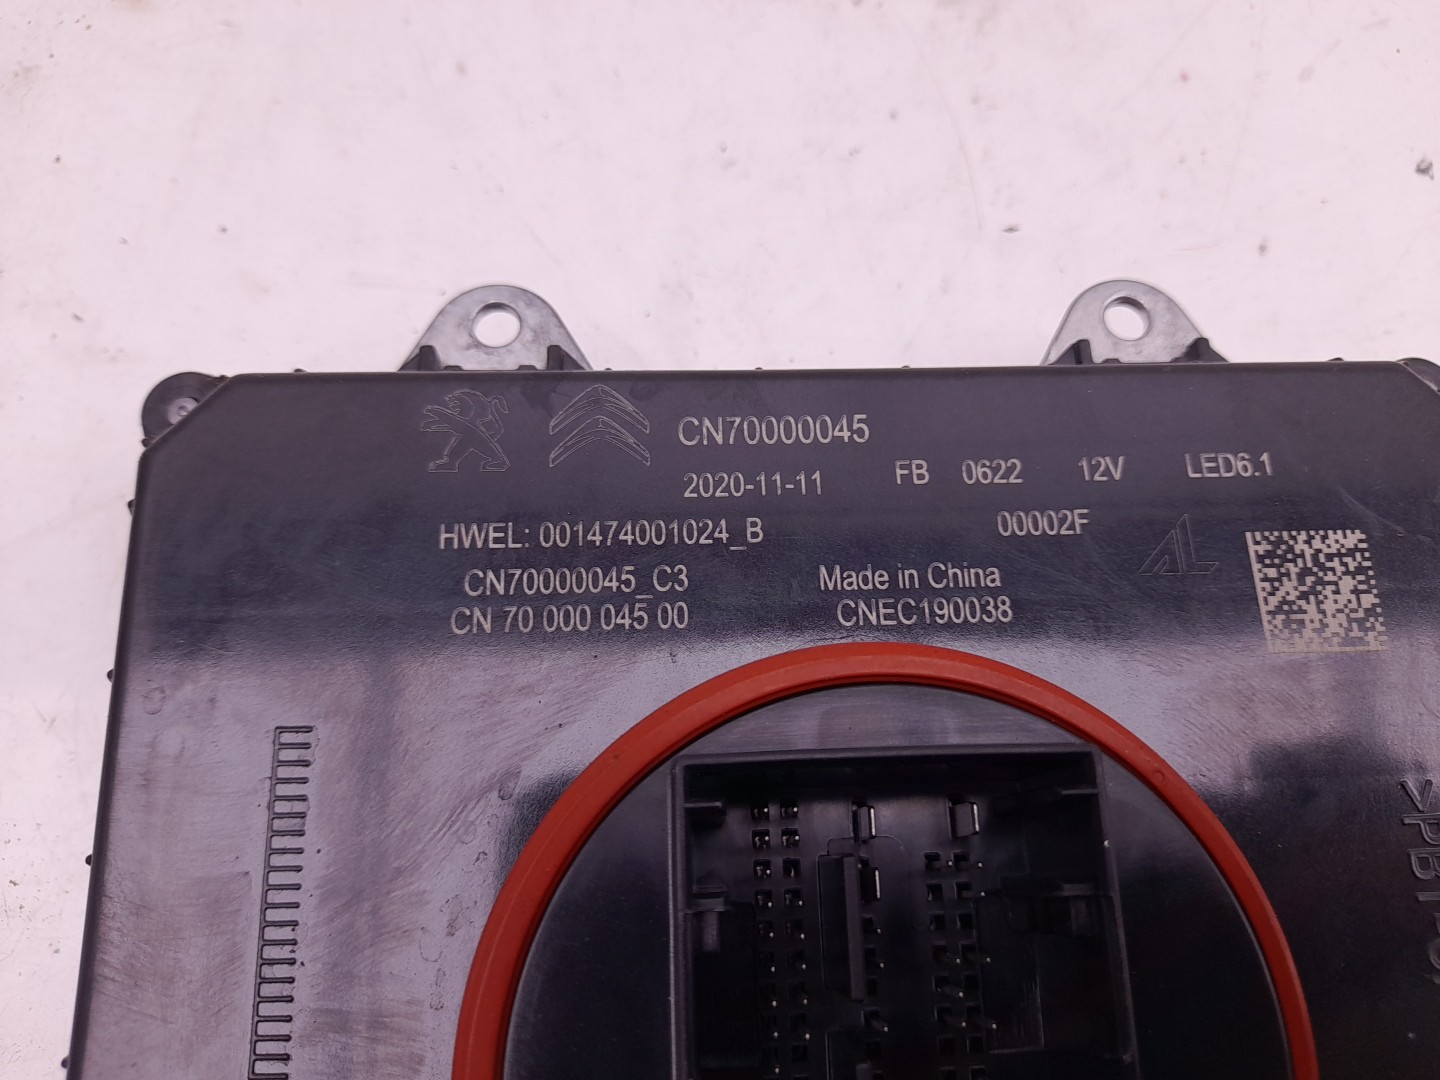 CN70000045
2020-11-11 FB 0622 12V LED6.1
HWEL: 001474001024_B 00002F
AL
CN70000045_C3 Made in China
CN 70 000 045 00 CNEC190038